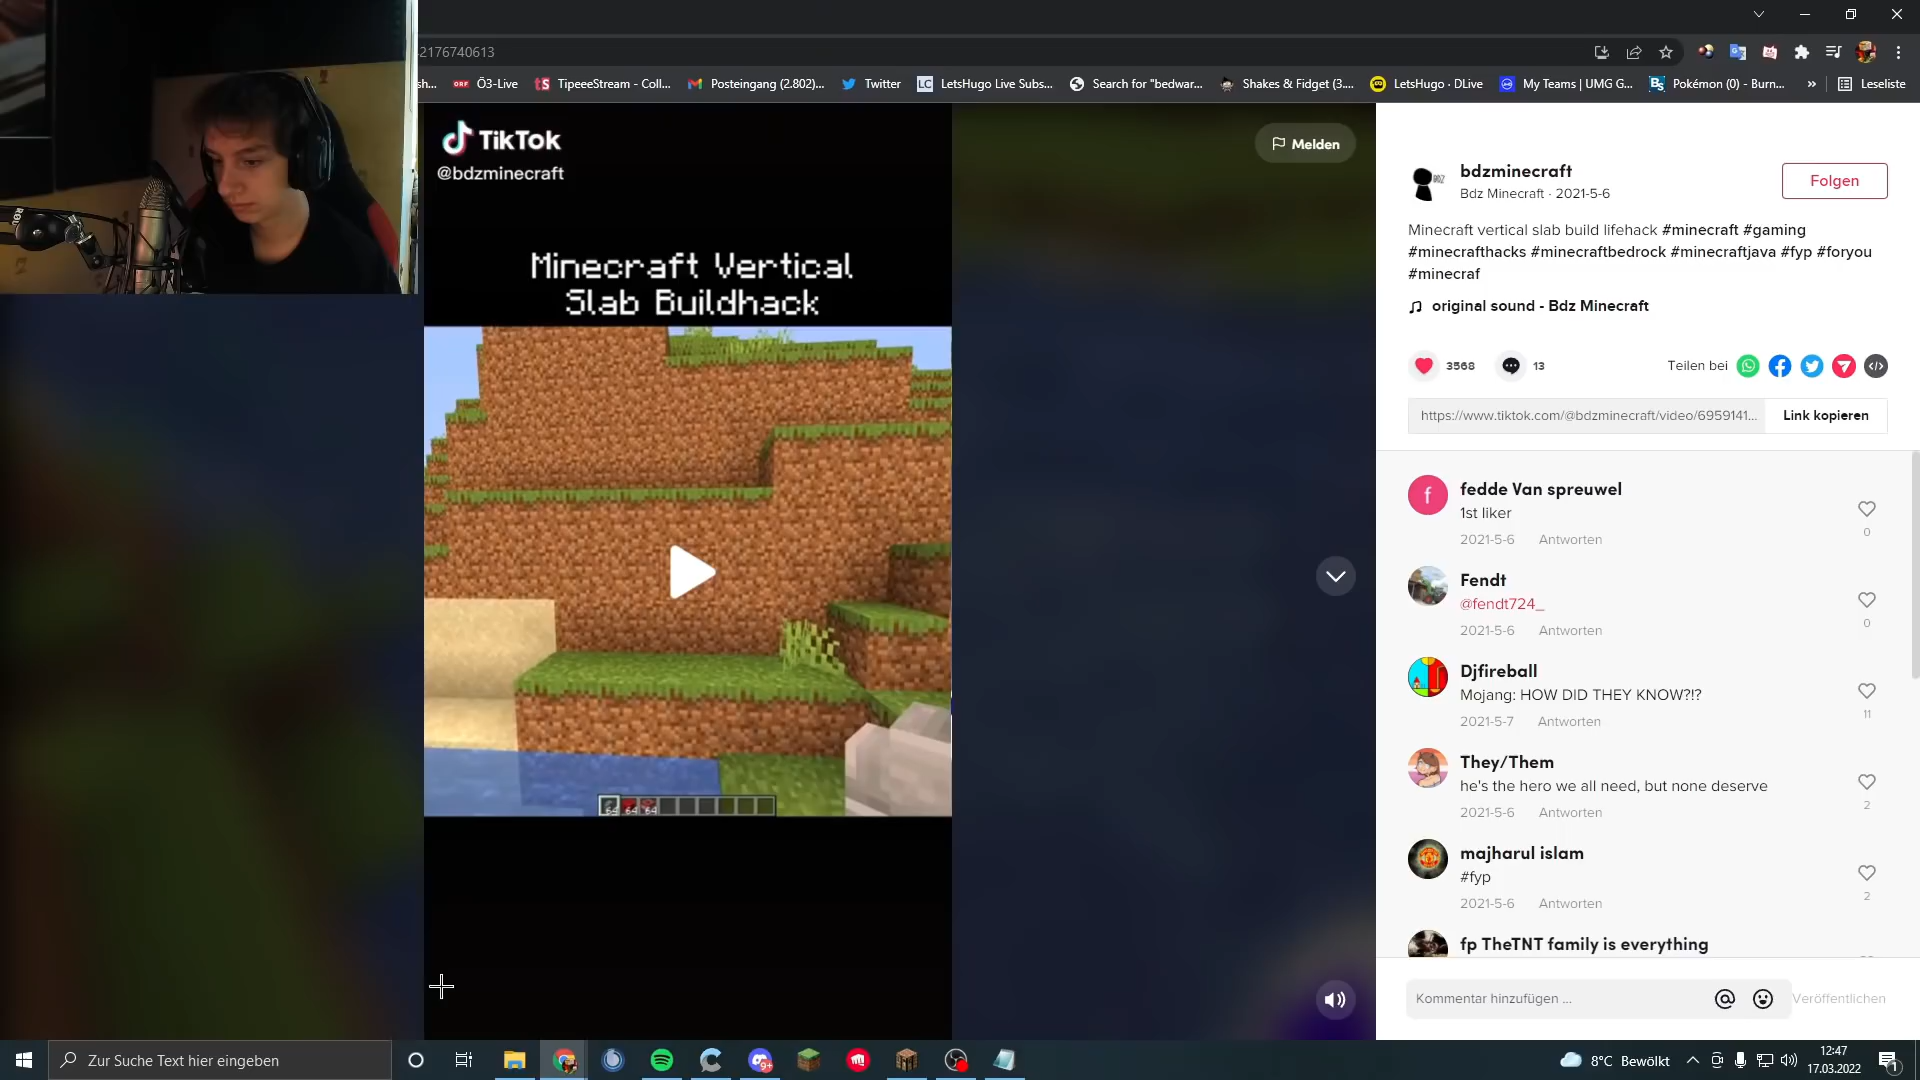 2176740613
sh...
ORF Ö3-Live
TipeeeStream - Coll...
Posteingang (2.802)...
Twitter
LC LetsHugo Live Subs...
Search for "bedwar...
Shakes & Fidget (3....
LetsHugo · DLive
My Teams | UMG G...
Pokémon (0) - Burn...
»
Leseliste
TikTok
@bdzminecraft
Melden
Minecraft Vertical
Slab Buildhack
64 64 64
bdzminecraft
Bdz Minecraft · 2021-5-6
Folgen
Minecraft vertical slab build lifehack #minecraft #gaming
#minecrafthacks #minecraftbedrock #minecraftjava #fyp #foryou
#minecraf
original sound - Bdz Minecraft
3568
13
Teilen bei
https://www.tiktok.com/@bdzminecraft/video/6959141...
Link kopieren
f
fedde Van spreuwel
1st liker
2021-5-6 Antworten
0
Fendt
@fendt724_
2021-5-6 Antworten
0
Djfireball
Mojang: HOW DID THEY KNOW?!?
2021-5-7 Antworten
11
They/Them
he's the hero we all need, but none deserve
2021-5-6 Antworten
2
majharul islam
#fyp
2021-5-6 Antworten
2
fp TheTNT family is everything
Kommentar hinzufügen ...
Veröffentlichen
Zur Suche Text hier eingeben
9+
8°C Bewölkt
12:47
17.03.2022
1